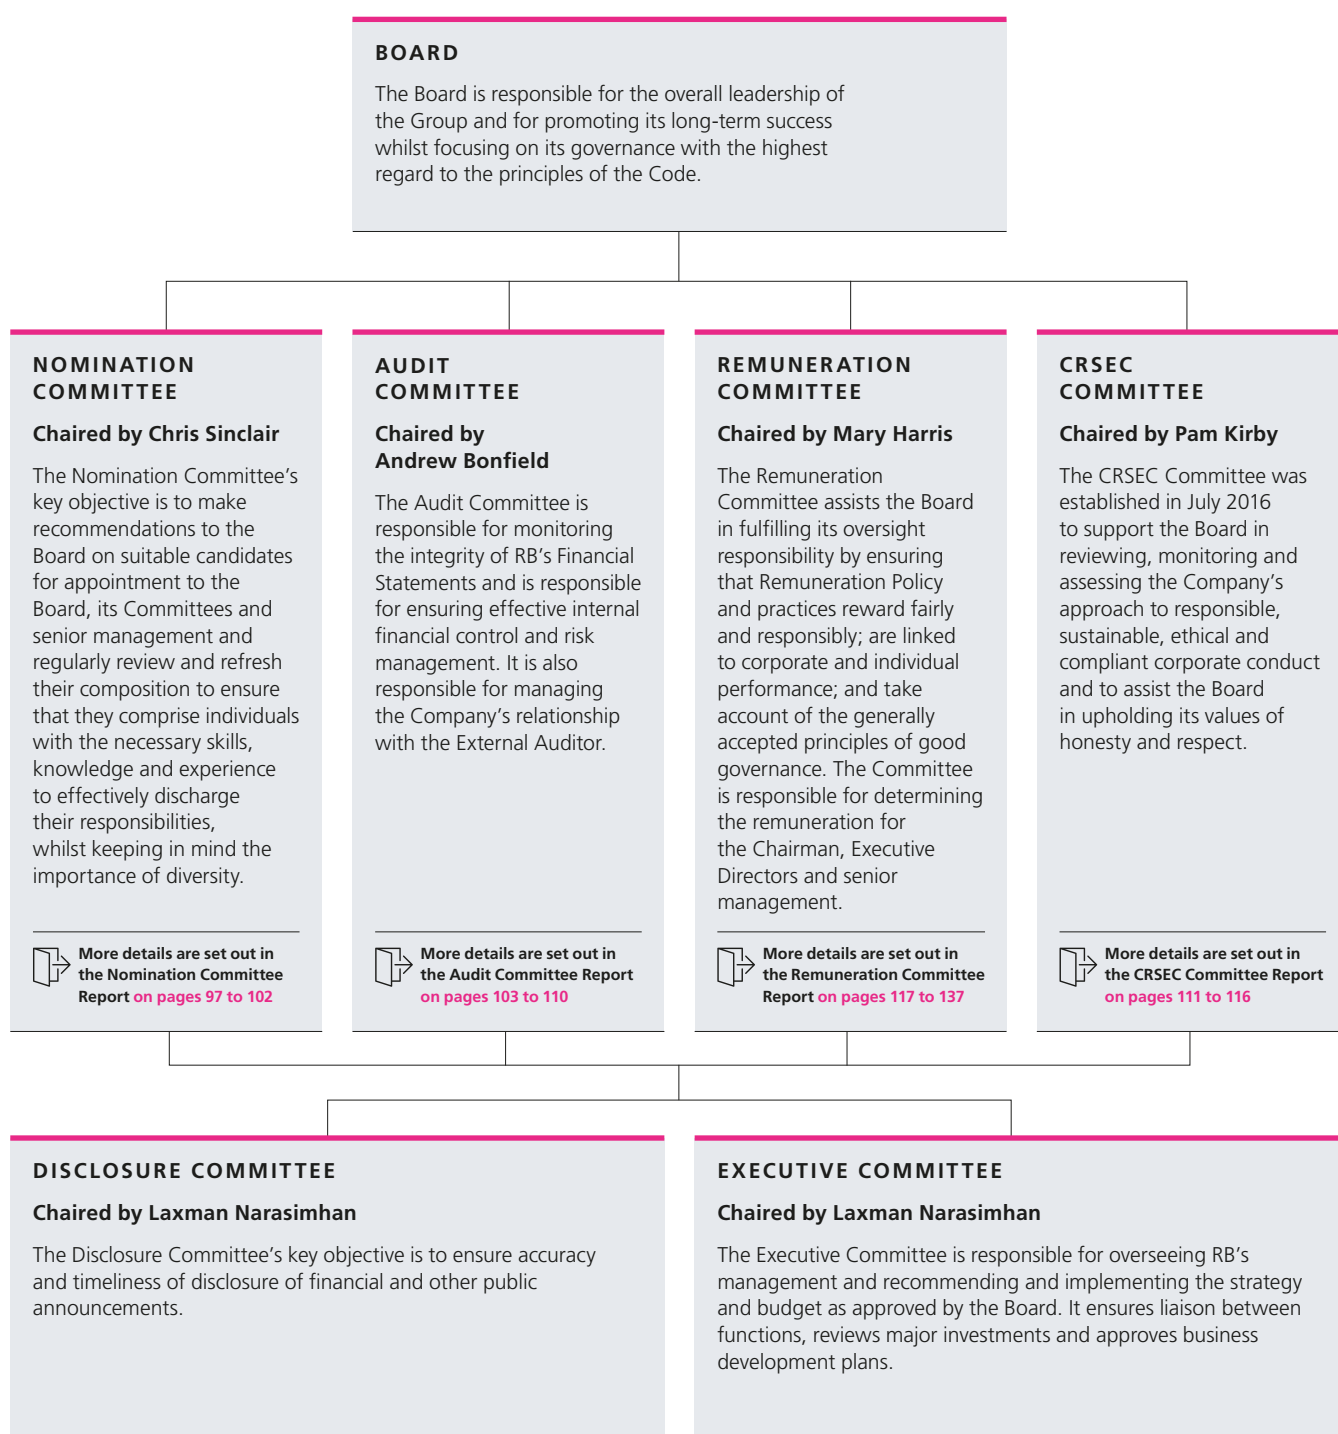 BOARD
The Board is responsible for the overall leadership of
the Group and for promoting its long-term success
whilst focusing on its governance with the highest
regard to the principles of the Code.
NOMINATION
COMMITTEE
Chaired by Chris Sinclair
The Nomination Committee’s
key objective is to make
recommendations to the
Board on suitable candidates
for appointment to the
Board, its Committees and
senior management and
regularly review and refresh
their composition to ensure
that they comprise individuals
with the necessary skills,
knowledge and experience
to effectively discharge
their responsibilities,
whilst keeping in mind the
importance of diversity.
More details are set out in
the Nomination Committee
Report on pages 97 to 102
AUDIT
COMMITTEE
Chaired by
Andrew Bonfield
The Audit Committee is
responsible for monitoring
the integrity of RB’s Financial
Statements and is responsible
for ensuring effective internal
financial control and risk
management. It is also
responsible for managing
the Company’s relationship
with the External Auditor.
More details are set out in
the Audit Committee Report
on pages 103 to 110
REMUNERATION
COMMITTEE
Chaired by Mary Harris
The Remuneration
Committee assists the Board
in fulfilling its oversight
responsibility by ensuring
that Remuneration Policy
and practices reward fairly
and responsibly; are linked
to corporate and individual
performance; and take
account of the generally
accepted principles of good
governance. The Committee
is responsible for determining
the remuneration for
the Chairman, Executive
Directors and senior
management.
More details are set out in
the Remuneration Committee
Report on pages 117 to 137
CRSEC
COMMITTEE
Chaired by Pam Kirby
The CRSEC Committee was
established in July 2016
to support the Board in
reviewing, monitoring and
assessing the Company’s
approach to responsible,
sustainable, ethical and
compliant corporate conduct
and to assist the Board
in upholding its values of
honesty and respect.
More details are set out in
the CRSEC Committee Report
on pages 111 to 116
DISCLOSURE COMMITTEE
Chaired by Laxman Narasimhan
The Disclosure Committee’s key objective is to ensure accuracy
and timeliness of disclosure of financial and other public
announcements.
EXECUTIVE COMMITTEE
Chaired by Laxman Narasimhan
The Executive Committee is responsible for overseeing RB’s
management and recommending and implementing the strategy
and budget as approved by the Board. It ensures liaison between
functions, reviews major investments and approves business
development plans.